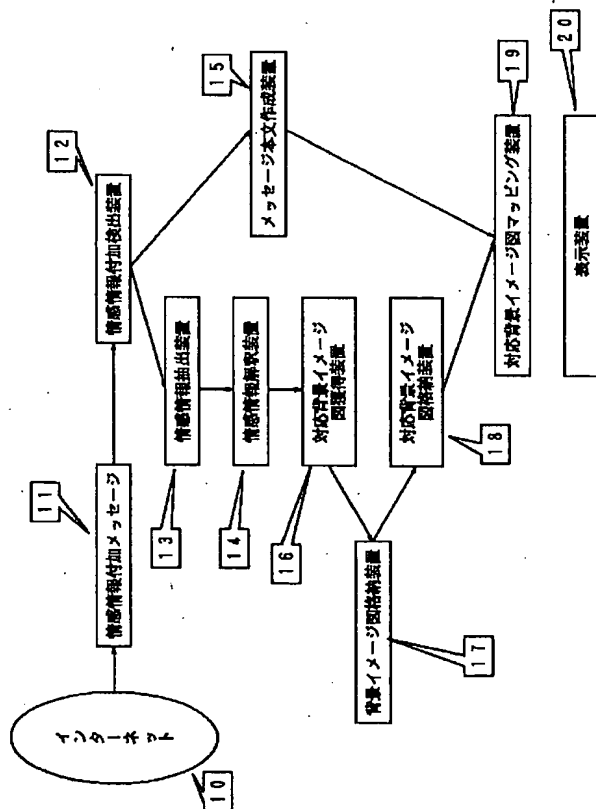 10
インターネット
11
情感情報付加メッセージ
12
情感情報付加検出装置
13
情感情報抽出装置
14
情感情報解釈装置
15
メッセージ本文作成装置
16
対応背景イメージ
図獲得装置
17
背景イメージ図格納装置
18
対応背景イメージ
図格納装置
19
対応背景イメージ図マッピング装置
20
表示装置